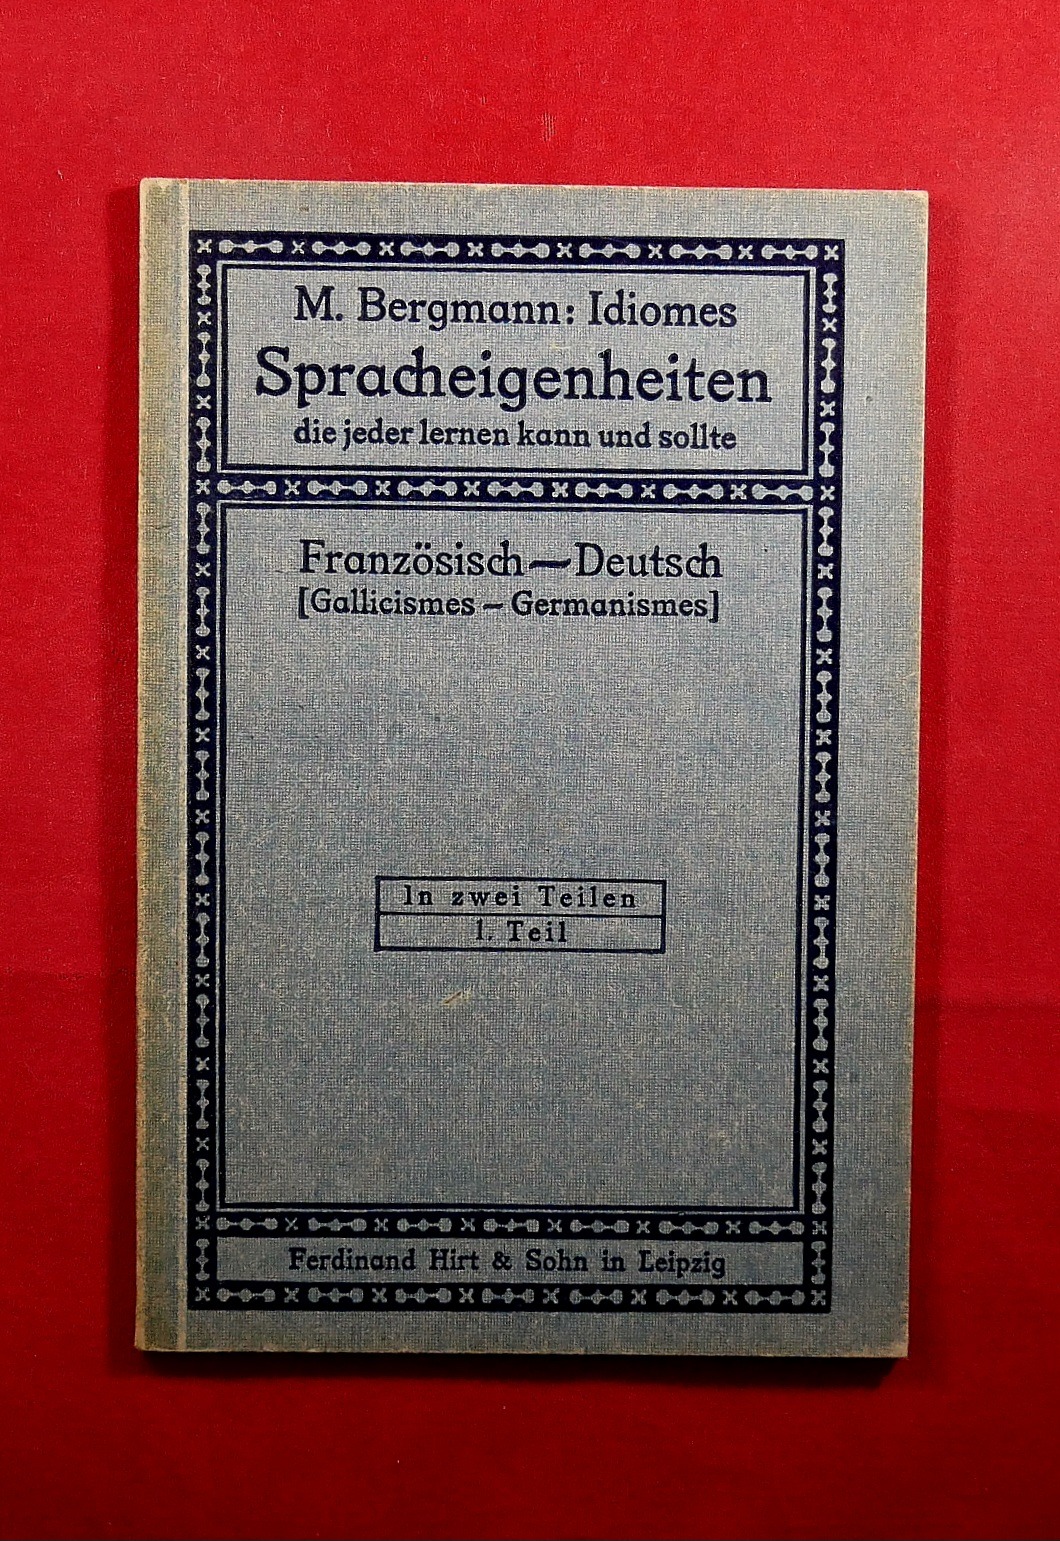 M. Bergmann: Idiomes
Spracheigenheiten
die jeder lernen kann und sollte
Französisch—Deutsch
[Gallicismes – Germanismes]
In zwei Teilen
1. Teil
Ferdinand Hirt & Sohn in Leipzig